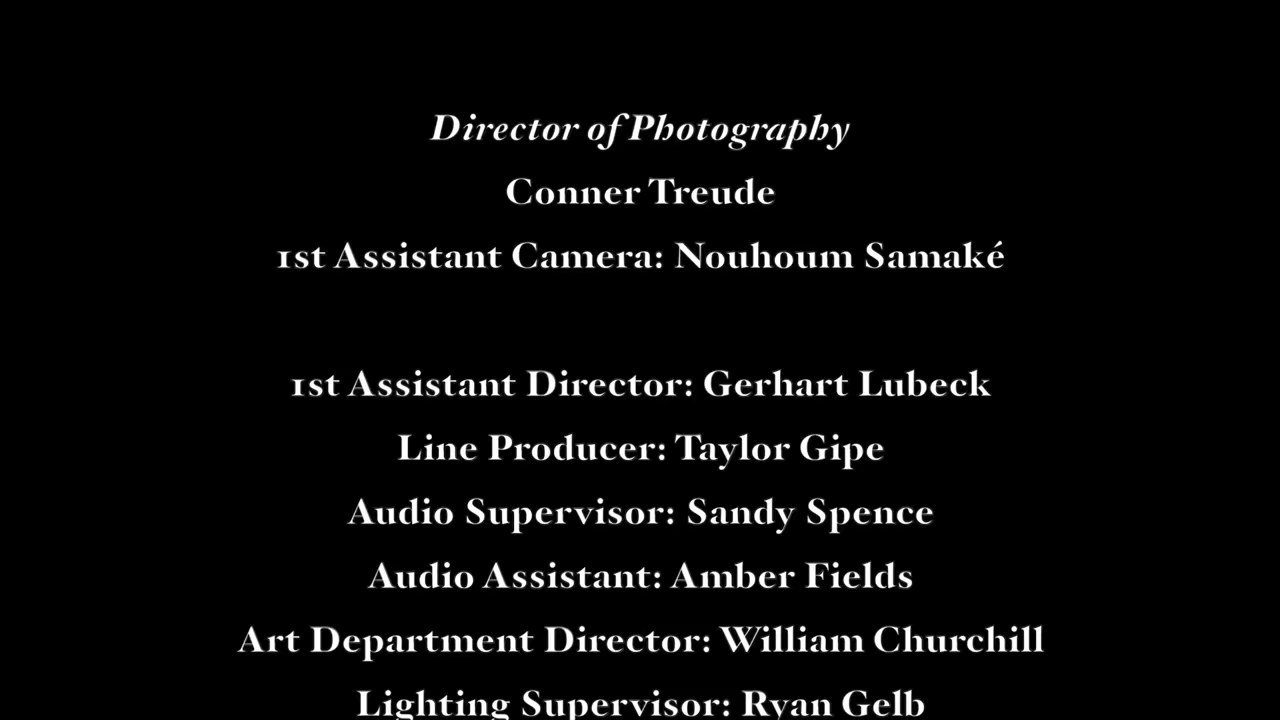 Director of Photography
Conner Treude
1st Assistant Camera: Nouhoum Samaké
1st Assistant Director: Gerhart Lubeck
Line Producer: Taylor Gipe
Audio Supervisor: Sandy Spence
Audio Assistant: Amber Fields
Art Department Director: William Churchill
Lighting Supervisor: Ryan Gelb